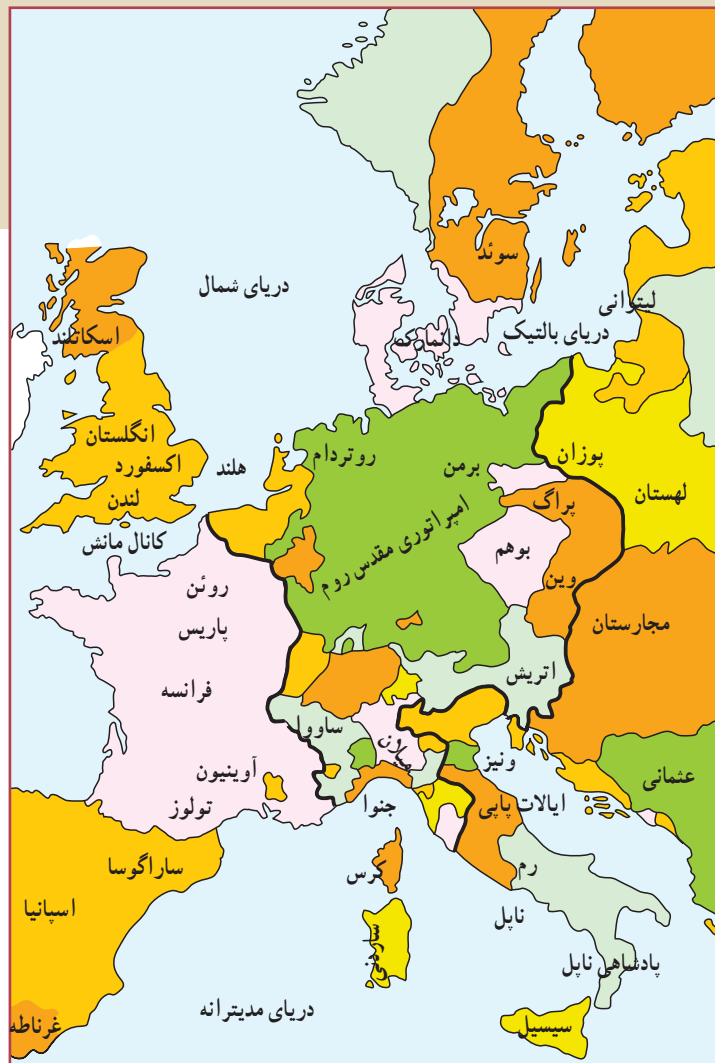 سوئد
دریای شمال
لیتوانی
دریای بالتیک
دانمارک
اسکاتلند
انگلستان
اکسفورد
لندن
هلند
روتردام
برمن
پوزان
لهستان
پراگ
امپراتوری مقدس روم
بوهم
وین
کانال مانش
روئن
پاریس
فرانسه
مجارستان
اتریش
ساووا
میلان
ونیز
عثمانی
آوینیون
تولوز
جنوا
ایالات پاپی
ساراگوسا
اسپانیا
کرس
رم
ناپل
ساردنی
پادشاهی ناپل
دریای مدیترانه
سیسیل
غرناطه